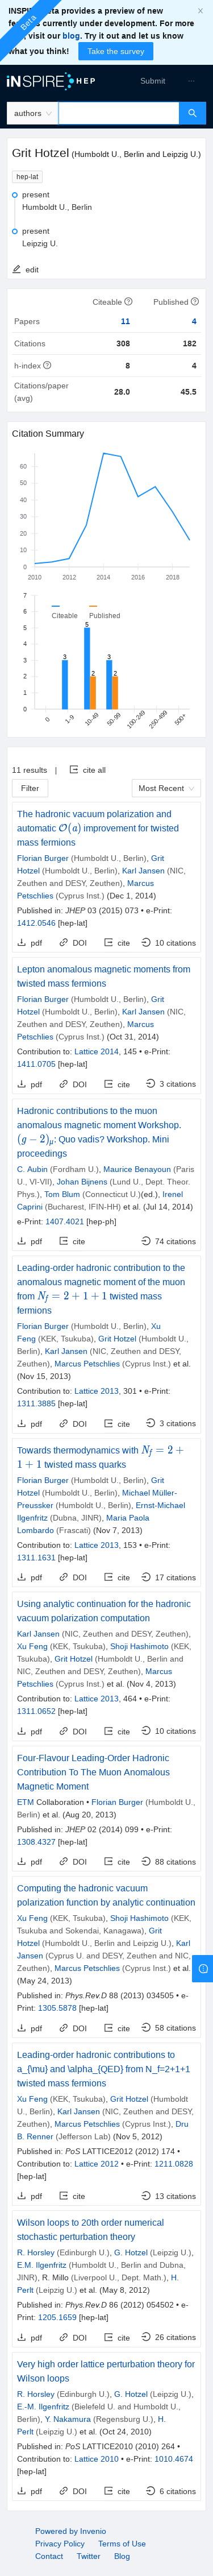 INSPIRE Beta provides a preview of new
features currently under development. For more
visit our blog. Try it out and let us know
what you think! Take the survey
Beta
INSPIRE HEP Submit ...
authors
Grit Hotzel (Humboldt U., Berlin and Leipzig U.)
hep-lat
present
Humboldt U., Berlin
present
Leipzig U.
edit
Citeable Published
Papers 11 4
Citations 308 182
h-index 8 4
Citations/paper (avg) 28.0 45.5
Citation Summary
60
50
40
30
20
10
0
2010 2012 2014 2016 2018
7
6
5
4
3
2
1
0
Citeable Published
3 5 2 3 2
0 1-9 10-49 50-99 100-249 250-499 500+
11 results | cite all
Filter Most Recent
The hadronic vacuum polarization and
automatic O(a) improvement for twisted
mass fermions
Florian Burger (Humboldt U., Berlin), Grit
Hotzel (Humboldt U., Berlin), Karl Jansen (NIC,
Zeuthen and DESY, Zeuthen), Marcus
Petschlies (Cyprus Inst.) (Dec 1, 2014)
Published in: JHEP 03 (2015) 073 • e-Print:
1412.0546 [hep-lat]
pdf DOI cite 10 citations
Lepton anomalous magnetic moments from
twisted mass fermions
Florian Burger (Humboldt U., Berlin), Grit
Hotzel (Humboldt U., Berlin), Karl Jansen (NIC,
Zeuthen and DESY, Zeuthen), Marcus
Petschlies (Cyprus Inst.) (Oct 31, 2014)
Contribution to: Lattice 2014, 145 • e-Print:
1411.0705 [hep-lat]
pdf DOI cite 3 citations
Hadronic contributions to the muon
anomalous magnetic moment Workshop.
(g − 2)μ: Quo vadis? Workshop. Mini
proceedings
C. Aubin (Fordham U.), Maurice Benayoun (Paris
U., VI-VII), Johan Bijnens (Lund U., Dept. Theor.
Phys.), Tom Blum (Connecticut U.)(ed.), Irenel
Caprini (Bucharest, IFIN-HH) et al. (Jul 14, 2014)
e-Print: 1407.4021 [hep-ph]
pdf cite 74 citations
Leading-order hadronic contribution to the
anomalous magnetic moment of the muon
from Nf = 2 + 1 + 1 twisted mass
fermions
Florian Burger (Humboldt U., Berlin), Xu
Feng (KEK, Tsukuba), Grit Hotzel (Humboldt U.,
Berlin), Karl Jansen (NIC, Zeuthen and DESY,
Zeuthen), Marcus Petschlies (Cyprus Inst.) et al.
(Nov 15, 2013)
Contribution to: Lattice 2013, 301 • e-Print:
1311.3885 [hep-lat]
pdf DOI cite 3 citations
Towards thermodynamics with Nf = 2 +
1 + 1 twisted mass quarks
Florian Burger (Humboldt U., Berlin), Grit
Hotzel (Humboldt U., Berlin), Michael Müller-
Preussker (Humboldt U., Berlin), Ernst-Michael
Ilgenfritz (Dubna, JINR), Maria Paola
Lombardo (Frascati) (Nov 7, 2013)
Contribution to: Lattice 2013, 153 • e-Print:
1311.1631 [hep-lat]
pdf DOI cite 17 citations
Using analytic continuation for the hadronic
vacuum polarization computation
Karl Jansen (NIC, Zeuthen and DESY, Zeuthen),
Xu Feng (KEK, Tsukuba), Shoji Hashimoto (KEK,
Tsukuba), Grit Hotzel (Humboldt U., Berlin and
NIC, Zeuthen and DESY, Zeuthen), Marcus
Petschlies (Cyprus Inst.) et al. (Nov 4, 2013)
Contribution to: Lattice 2013, 464 • e-Print:
1311.0652 [hep-lat]
pdf DOI cite 10 citations
Four-Flavour Leading-Order Hadronic
Contribution To The Muon Anomalous
Magnetic Moment
ETM Collaboration • Florian Burger (Humboldt U.,
Berlin) et al. (Aug 20, 2013)
Published in: JHEP 02 (2014) 099 • e-Print:
1308.4327 [hep-lat]
pdf DOI cite 88 citations
Computing the hadronic vacuum
polarization function by analytic continuation
Xu Feng (KEK, Tsukuba), Shoji Hashimoto (KEK,
Tsukuba and Sokendai, Kanagawa), Grit
Hotzel (Humboldt U., Berlin and Leipzig U.), Karl
Jansen (Cyprus U. and DESY, Zeuthen and NIC,
Zeuthen), Marcus Petschlies (Cyprus Inst.) et al.
(May 24, 2013)
Published in: Phys.Rev.D 88 (2013) 034505 • e-
Print: 1305.5878 [hep-lat]
pdf DOI cite 58 citations
Leading-order hadronic contributions to
a_{\mu} and \alpha_{QED} from N_f=2+1+1
twisted mass fermions
Xu Feng (KEK, Tsukuba), Grit Hotzel (Humboldt
U., Berlin), Karl Jansen (NIC, Zeuthen and DESY,
Zeuthen), Marcus Petschlies (Cyprus Inst.), Dru
B. Renner (Jefferson Lab) (Nov 5, 2012)
Published in: PoS LATTICE2012 (2012) 174 •
Contribution to: Lattice 2012 • e-Print: 1211.0828
[hep-lat]
pdf cite 13 citations
Wilson loops to 20th order numerical
stochastic perturbation theory
R. Horsley (Edinburgh U.), G. Hotzel (Leipzig U.),
E.M. Ilgenfritz (Humboldt U., Berlin and Dubna,
JINR), R. Millo (Liverpool U., Dept. Math.), H.
Perlt (Leipzig U.) et al. (May 8, 2012)
Published in: Phys.Rev.D 86 (2012) 054502 • e-
Print: 1205.1659 [hep-lat]
pdf DOI cite 26 citations
Very high order lattice perturbation theory for
Wilson loops
R. Horsley (Edinburgh U.), G. Hotzel (Leipzig U.),
E.-M. Ilgenfritz (Bielefeld U. and Humboldt U.,
Berlin), Y. Nakamura (Regensburg U.), H.
Perlt (Leipzig U.) et al. (Oct 24, 2010)
Published in: PoS LATTICE2010 (2010) 264 •
Contribution to: Lattice 2010 • e-Print: 1010.4674
[hep-lat]
pdf DOI cite 6 citations
Powered by Invenio
Privacy Policy Terms of Use
Contact Twitter Blog